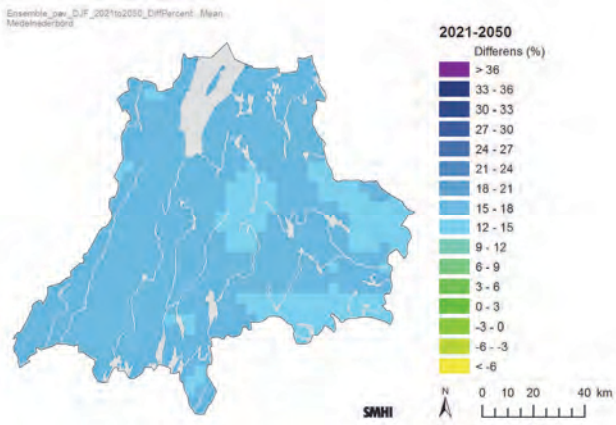 Ensemble_pav_DJF_2021to2050_DiffPercent_Mean
Medelnederbörd
2021-2050
Differens (%)
> 36
33 - 36
30 - 33
27 - 30
24 - 27
21 - 24
18 - 21
15 - 18
12 - 15
9 - 12
6 - 9
3 - 6
0 - 3
-3 - 0
-6 - -3
< -6
SMHI
N
0 10 20 40 km